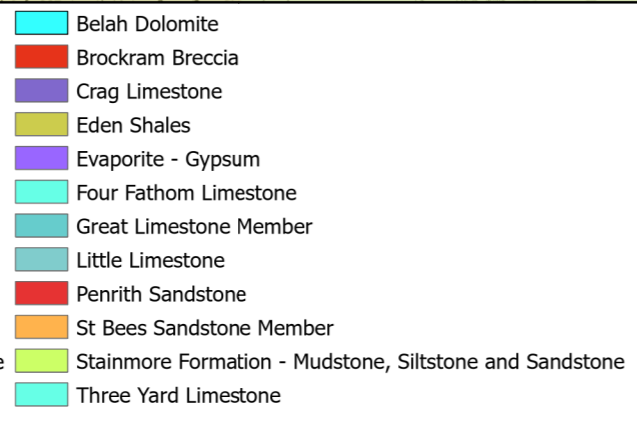 Belah Dolomite
Brockram Breccia
Crag Limestone
Eden Shales
Evaporite - Gypsum
Four Fathom Limestone
Great Limestone Member
Little Limestone
Penrith Sandstone
St Bees Sandstone Member
e Stainmore Formation - Mudstone, Siltstone and Sandstone
Three Yard Limestone